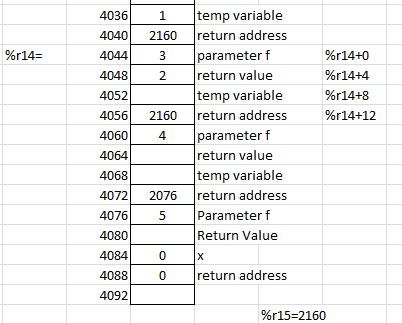 4036 1 temp variable
4040 2160 return address
%r14= 4044 3 parameter f %r14+0
4048 2 return value %r14+4
4052 temp variable %r14+8
4056 2160 return address %r14+12
4060 4 parameter f
4064 return value
4068 temp variable
4072 2076 return address
4076 5 Parameter f
4080 Return Value
4084 0 x
4088 0 return address
4092
%r15=2160